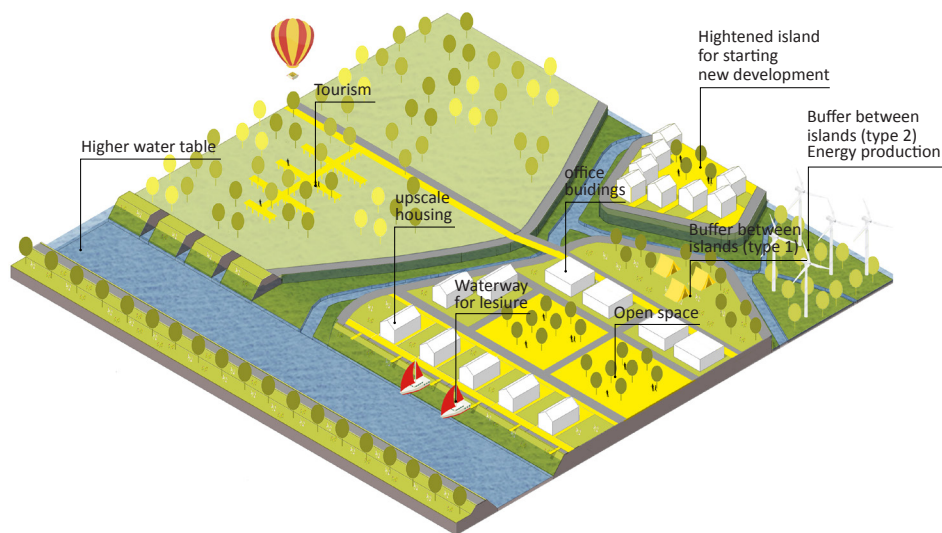 Hightened island
for starting
new development
Tourism
Higher water table
Buffer between
islands (type 2)
Energy production
office
buidings
upscale
housing
Buffer between
islands (type 1)
Waterway
for lesiure
Open space